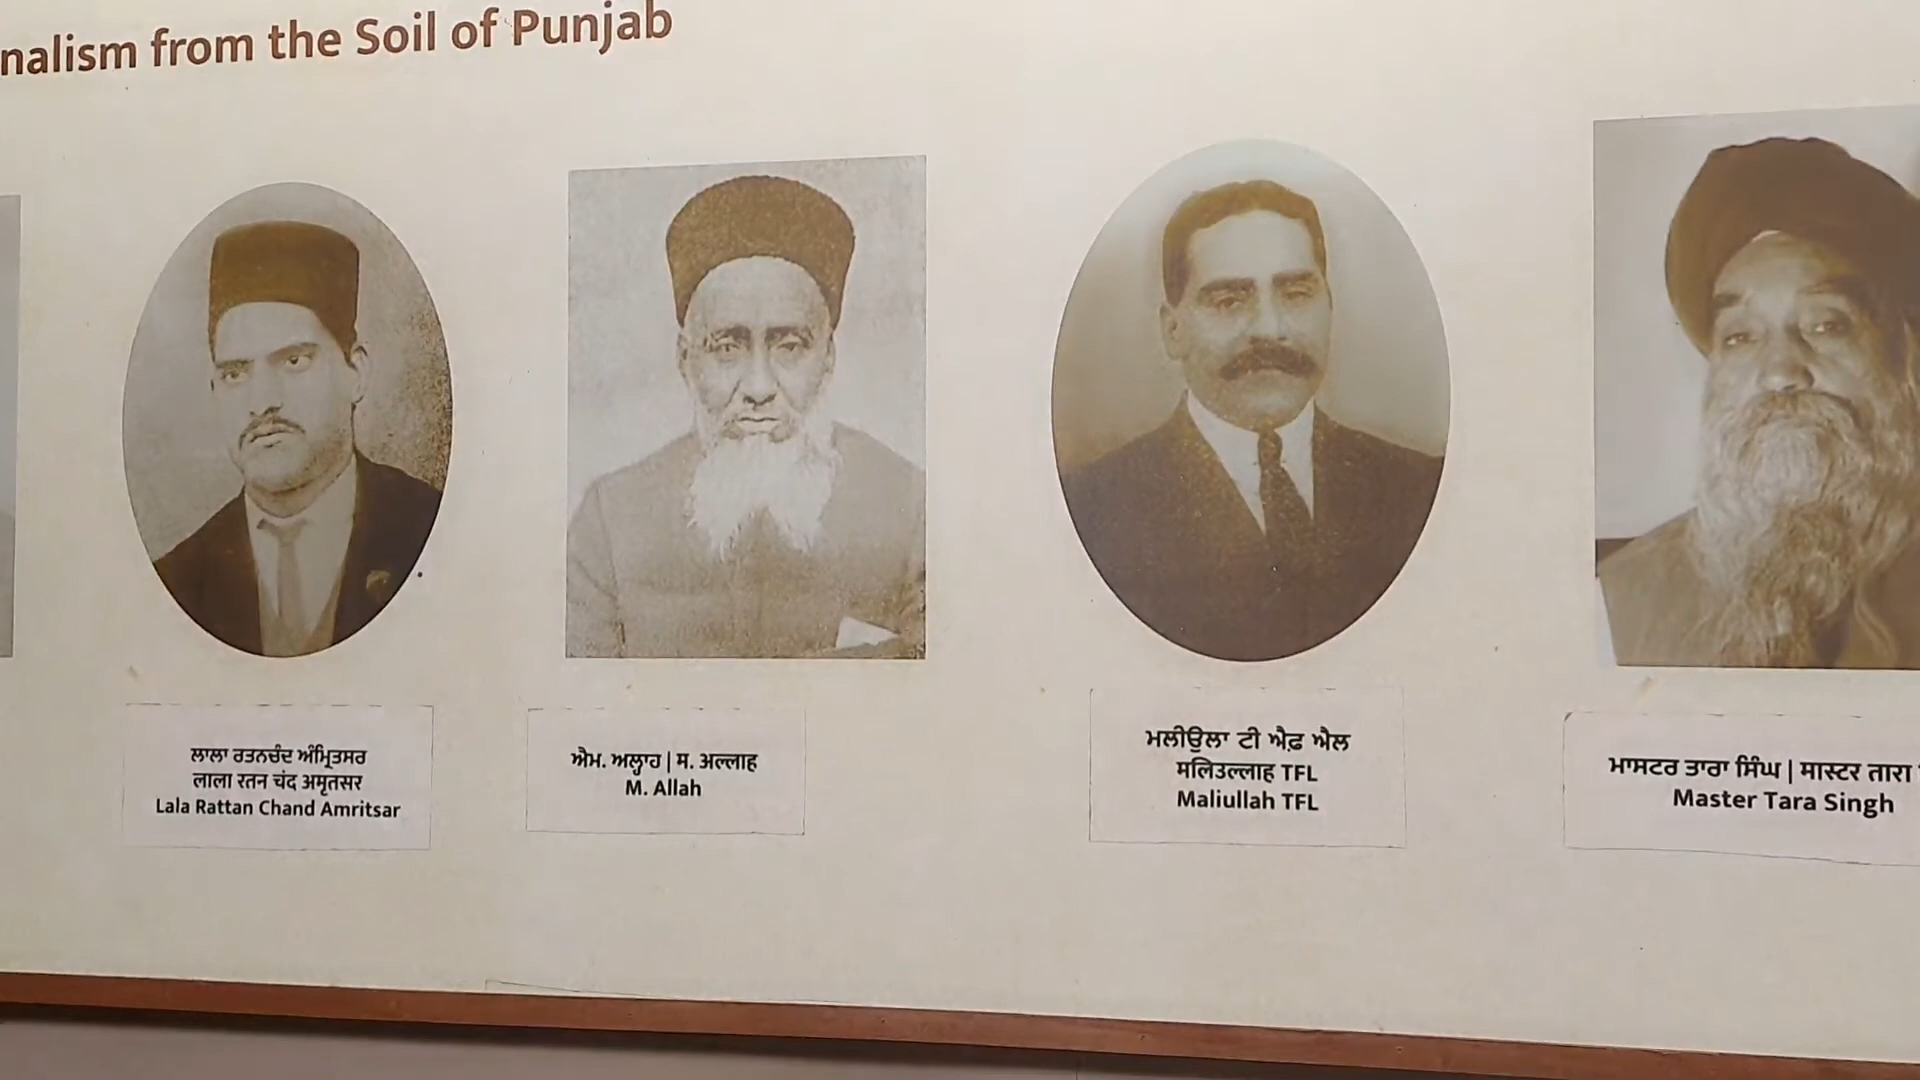 nalism from the Soil of Punjab
ਲਾਲਾ ਰਤਨਚੰਦ ਅੰਮ੍ਰਿਤਸਰ
लाला रतन चंद अमृतसर
Lala Rattan Chand Amritsar
ਐਮ. ਅਲ੍ਹਾਹ | म. अल्लाह
M. Allah
ਮਲੀਉਲਾ ਟੀ ਐਫ਼ ਐਲ
मलिउल्लाह TFL
Maliullah TFL
ਮਾਸਟਰ ਤਾਰਾ ਸਿੰਘ | मास्टर तारा
Master Tara Singh